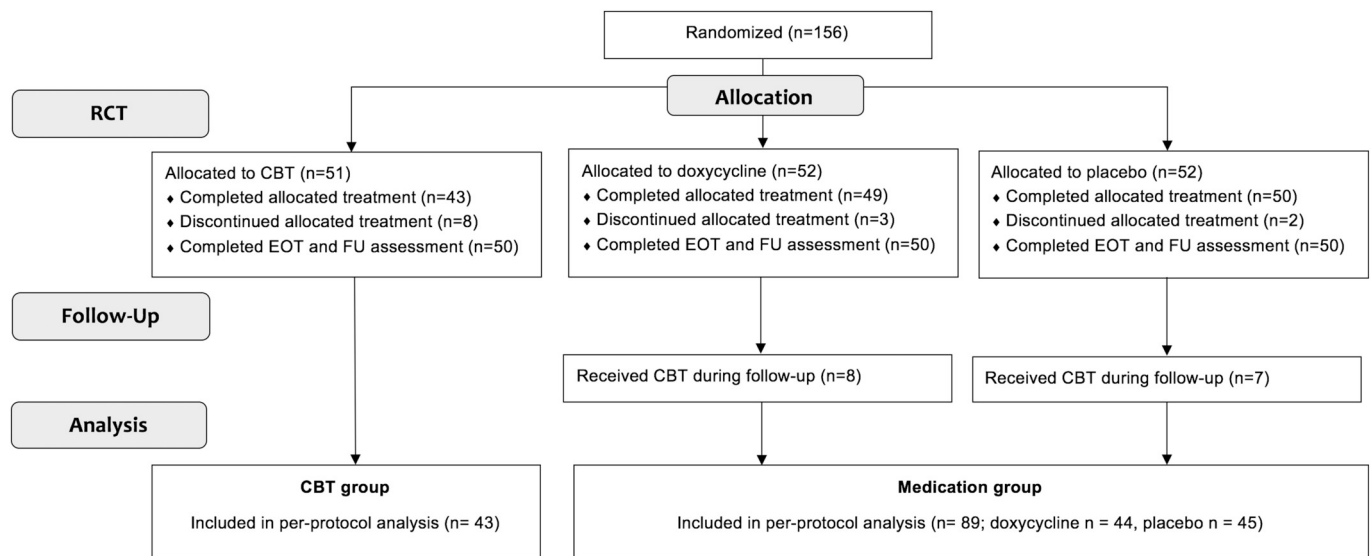 Randomized (n=156)
Allocation
RCT
Allocated to CBT (n=51)
♦ Completed allocated treatment (n=43)
♦ Discontinued allocated treatment (n=8)
♦ Completed EOT and FU assessment (n=50)
Allocated to doxycycline (n=52)
♦ Completed allocated treatment (n=49)
♦ Discontinued allocated treatment (n=3)
♦ Completed EOT and FU assessment (n=50)
Allocated to placebo (n=52)
♦ Completed allocated treatment (n=50)
♦ Discontinued allocated treatment (n=2)
♦ Completed EOT and FU assessment (n=50)
Follow-Up
Received CBT during follow-up (n=8)
Received CBT during follow-up (n=7)
Analysis
CBT group
Included in per-protocol analysis (n= 43)
Medication group
Included in per-protocol analysis (n= 89; doxycycline n = 44, placebo n = 45)